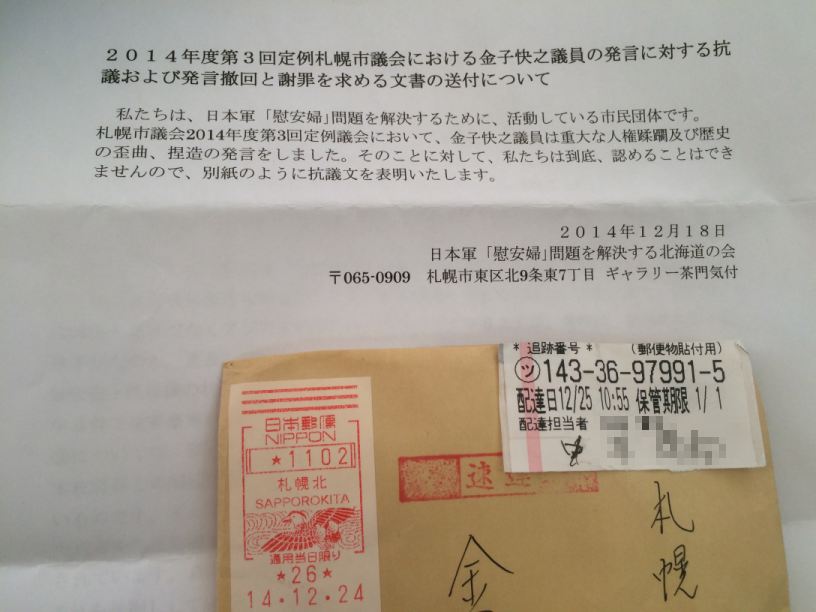 ２０１４年度第３回定例札幌市議会における金子快之議員の発言に対する抗
議および発言撤回と謝罪を求める文書の送付について
私たちは、日本軍「慰安婦」問題を解決するために、活動している市民団体です。
札幌市議会2014年度第3回定例議会において、金子快之議員は重大な人権蹂躙及び歴史
の歪曲、捏造の発言をしました。そのことに対して、私たちは到底、認めることはでき
ませんので、別紙のように抗議文を表明いたします。
２０１４年１２月１８日
日本軍「慰安婦」問題を解決する北海道の会
〒065-0909 札幌市東区北9条東7丁目 ギャラリー茶門気付
* 追跡番号 * (郵便物貼付用)
㋡ 143-36-97991-5
配達日12/25 10:55 保管期限 1/ 1
配達担当者
日本郵便
NIPPON
★1102
札幌北
SAPPOROKITA
適用当日限り
★26★
14・12・24
速
札幌
金